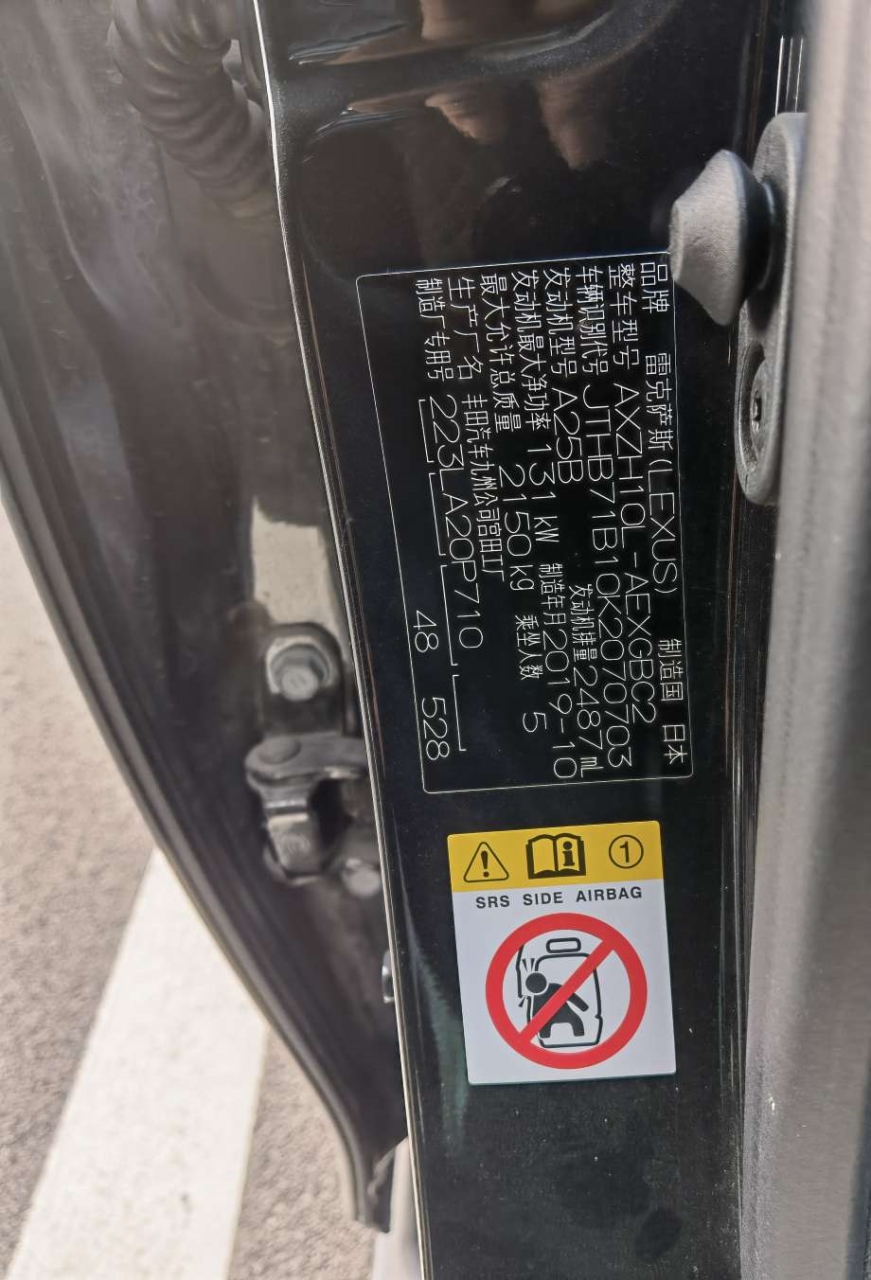 品牌 雷克萨斯(LEXUS) 制造国 日本
整车型号 AXZH10L-AEXGBC2
车辆识别代号 JTHB71B10K2070703
发动机型号 A25B 发动机排量 2487 ml
发动机最大净功率 131 kW 制造年月 2019-10
最大允许总质量 2150 kg 乘坐人数 5
生产厂名 丰田汽车九州公司宫田工厂
制造厂专用号 223LA20P710
48 528
1
SRS SIDE AIRBAG